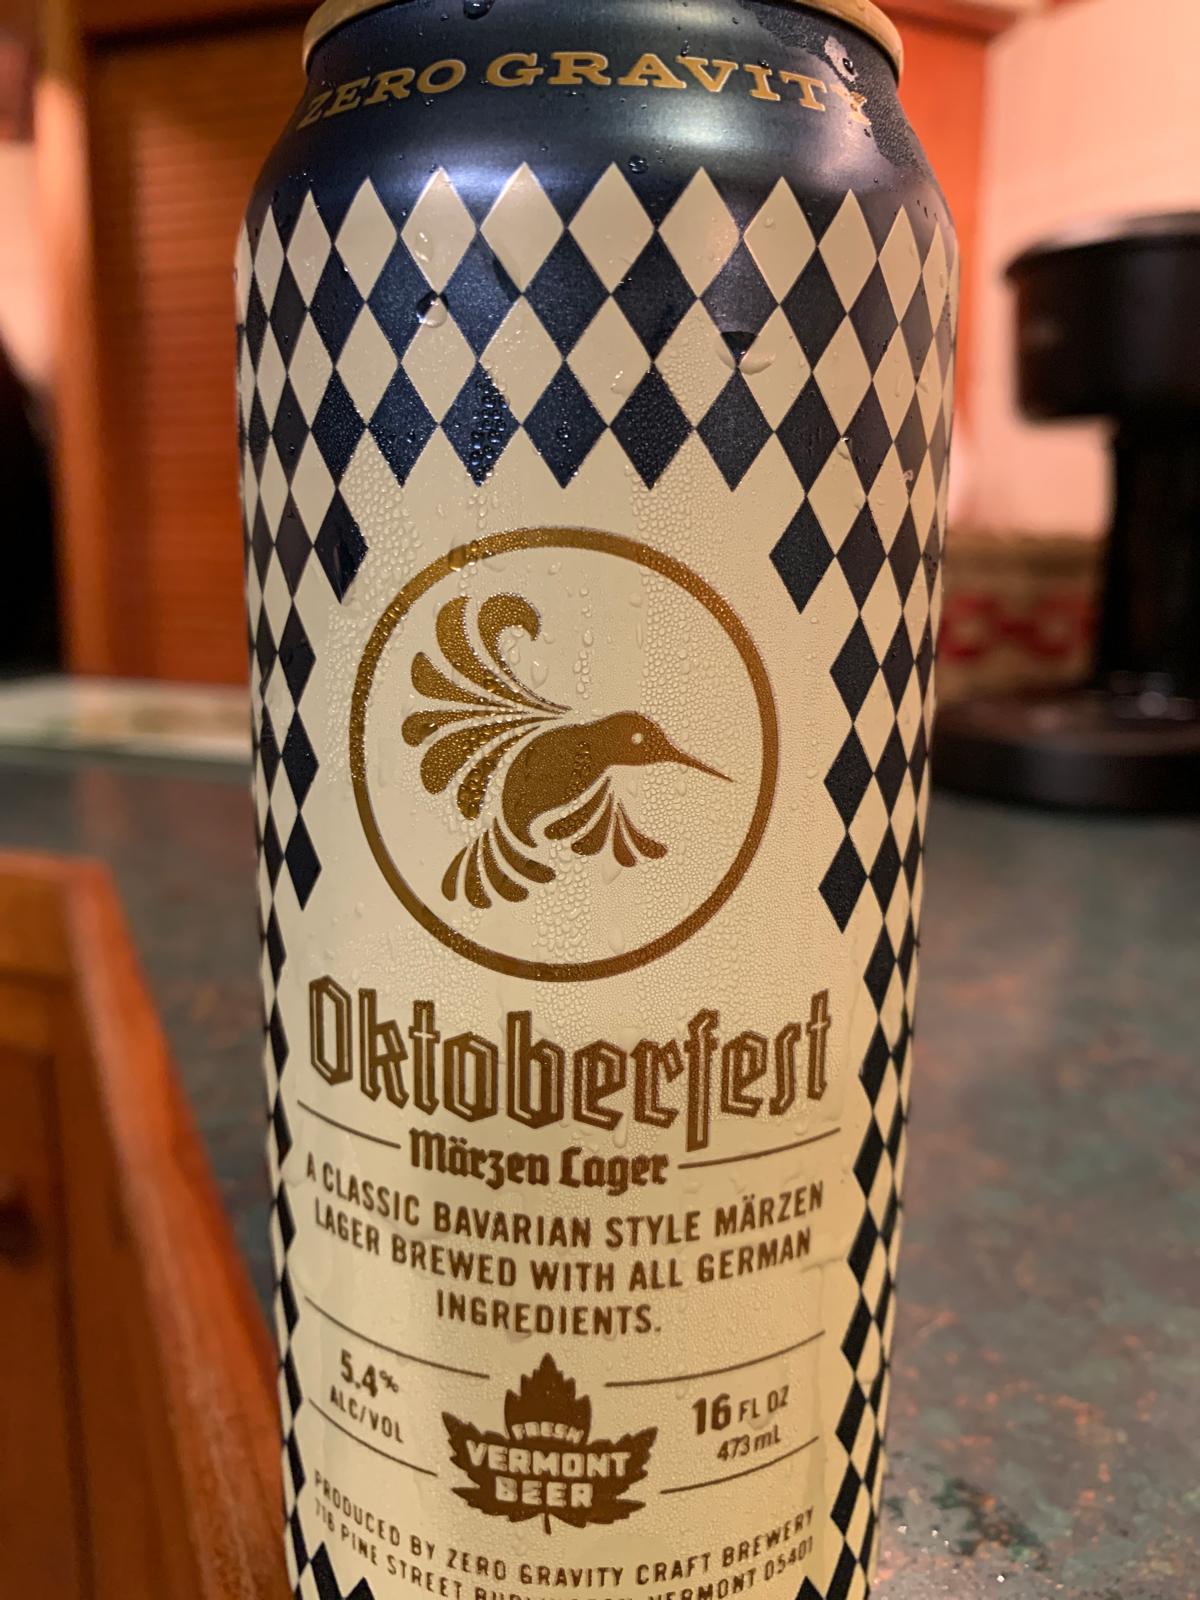 ZERO GRAVITY
Oktoberfest
Märzen Lager
A CLASSIC BAVARIAN STYLE MÄRZEN
LAGER BREWED WITH ALL GERMAN
INGREDIENTS.
5.4%
ALC/VOL
FRESH
VERMONT
BEER
16 FL OZ
473 mL
PRODUCED BY ZERO GRAVITY CRAFT BREWERY
716 PINE STREET BURLINGTON, VERMONT 05401